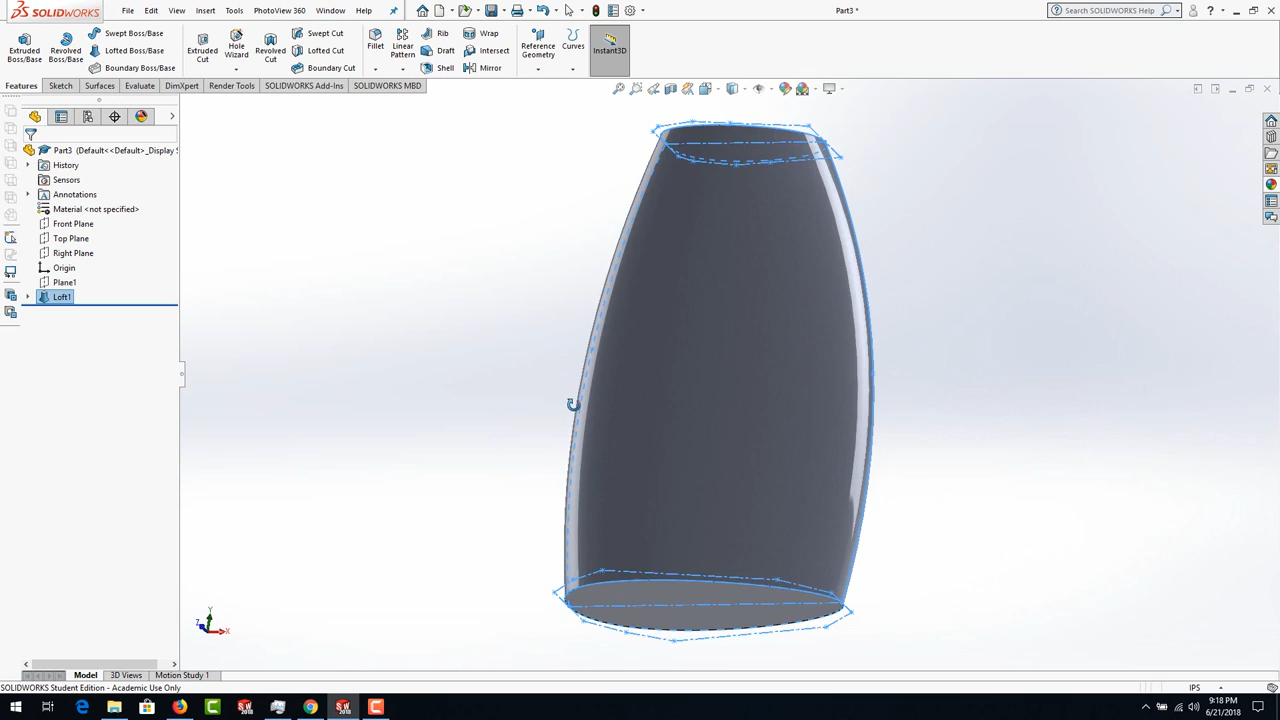 SOLIDWORKS
File Edit View Insert Tools PhotoView 360 Window Help
Part3 *
Search SOLIDWORKS Help
Extruded Boss/Base
Revolved Boss/Base
Swept Boss/Base
Lofted Boss/Base
Boundary Boss/Base
Extruded Cut
Hole Wizard
Revolved Cut
Swept Cut
Lofted Cut
Boundary Cut
Fillet
Linear Pattern
Rib
Draft
Shell
Wrap
Intersect
Mirror
Reference Geometry
Curves
Instant3D
Features Sketch Surfaces Evaluate DimXpert Render Tools SOLIDWORKS Add-Ins SOLIDWORKS MBD
Part3 (Default<<Default>_Display S
History
Sensors
Annotations
Material <not specified>
Front Plane
Top Plane
Right Plane
Origin
Plane1
Loft1
Y
Z
X
Model 3D Views Motion Study 1
SOLIDWORKS Student Edition - Academic Use Only
IPS
9:18 PM
6/21/2018